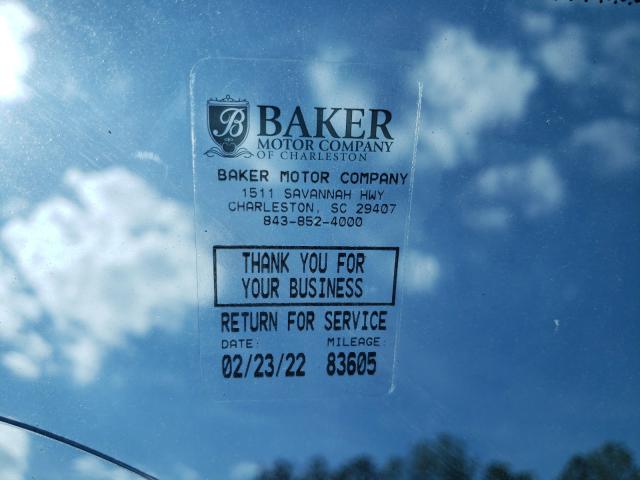 B
BAKER
MOTOR COMPANY
OF CHARLESTON
BAKER MOTOR COMPANY
1511 SAVANNAH HWY
CHARLESTON, SC 29407
843-852-4000
THANK YOU FOR
YOUR BUSINESS
RETURN FOR SERVICE
DATE: MILEAGE:
02/23/22 83605